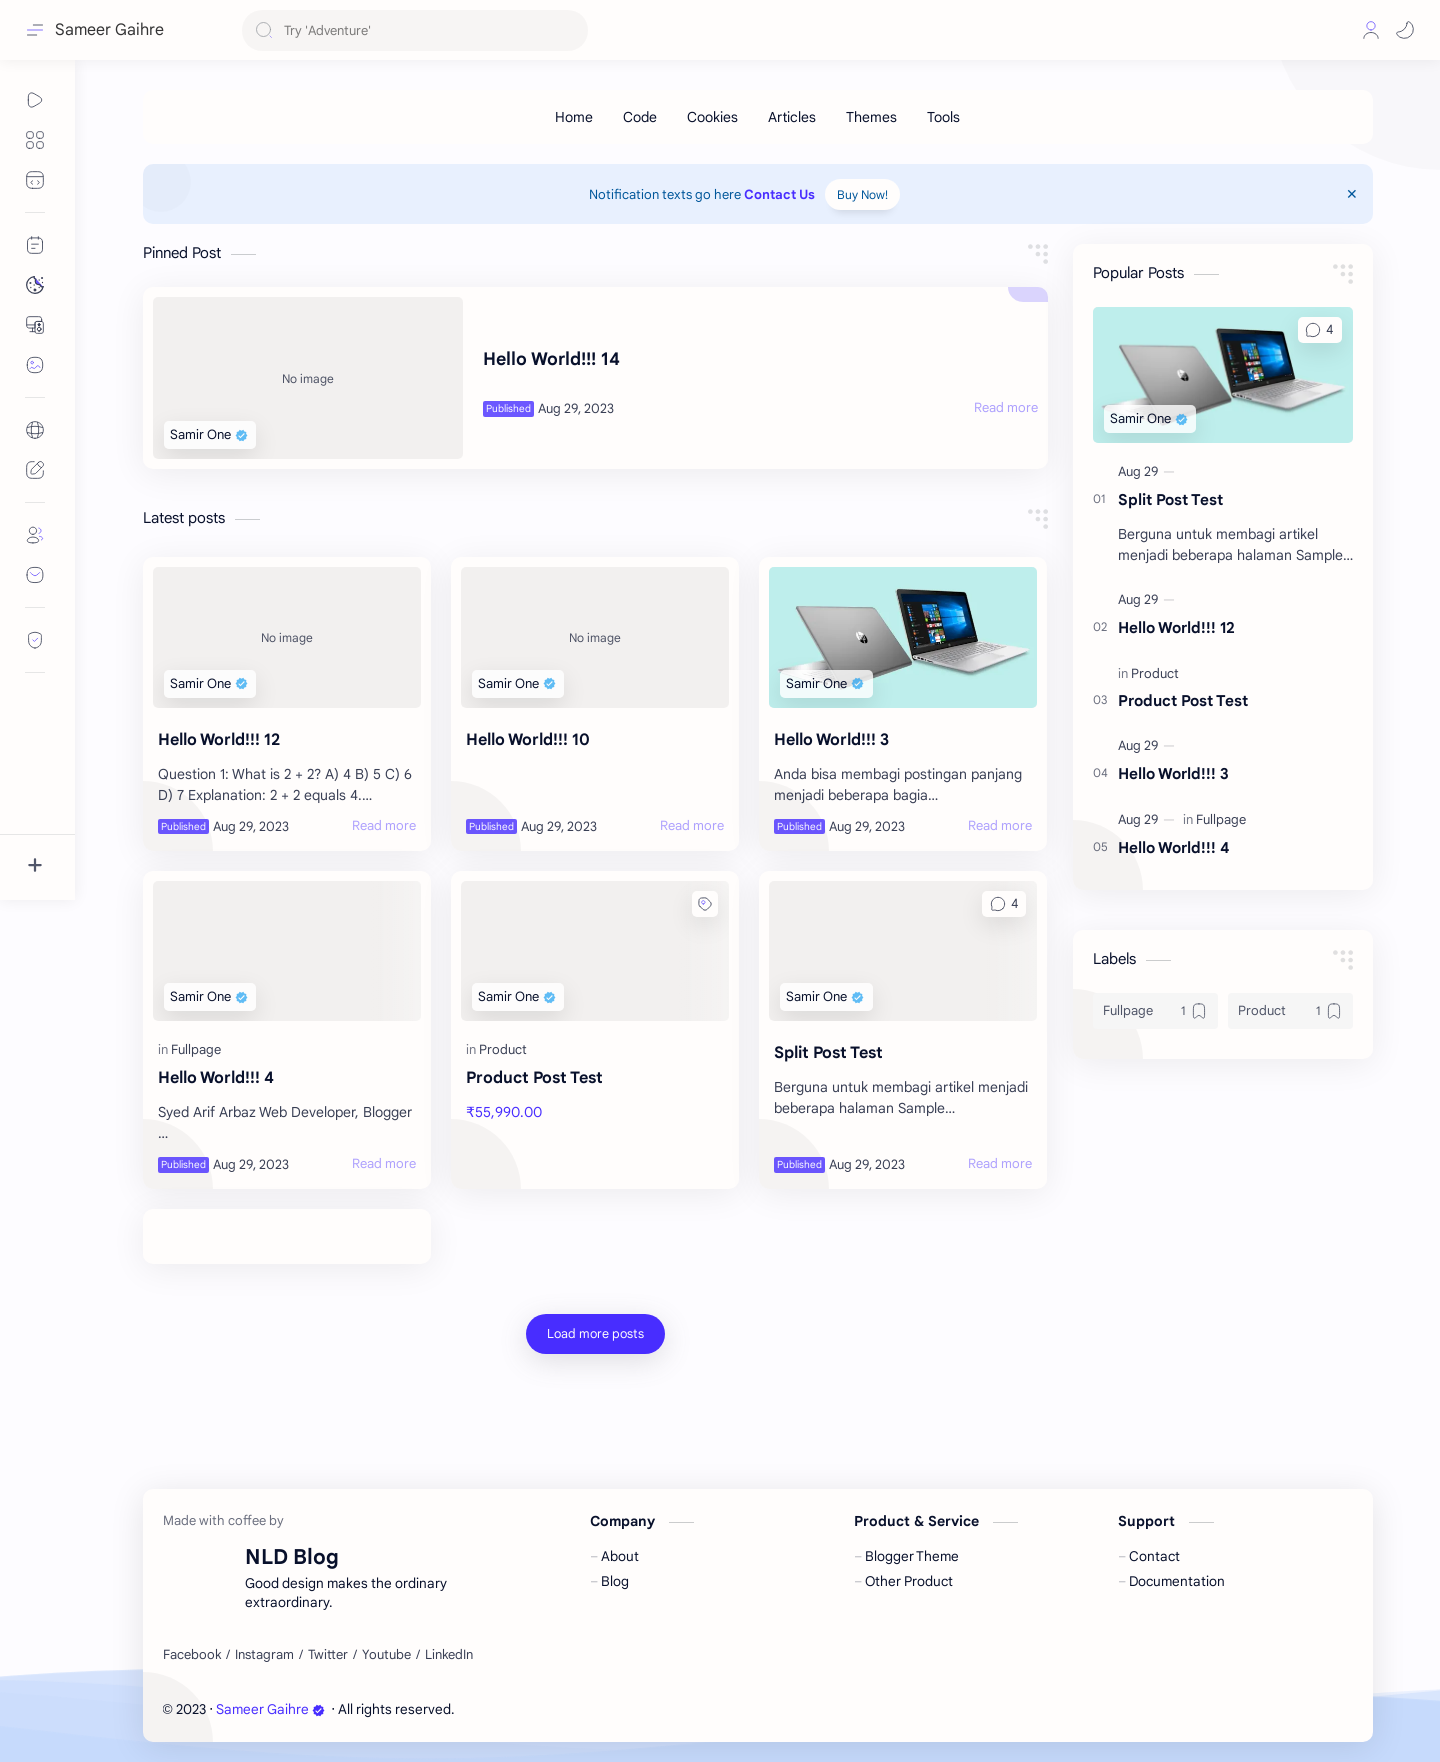 Sameer Gaihre
Try 'Adventure'
Home Code Cookies Articles Themes Tools
Notification texts go here Contact Us Buy Now!
Pinned Post
No image
Samir One
Hello World!!! 14
Published Aug 29, 2023 Read more
Latest posts
No image
Samir One
Hello World!!! 12
Question 1: What is 2 + 2? A) 4 B) 5 C) 6
D) 7 Explanation: 2 + 2 equals 4....
Published Aug 29, 2023 Read more
No image
Samir One
Hello World!!! 10
Published Aug 29, 2023 Read more
Samir One
Hello World!!! 3
Anda bisa membagi postingan panjang
menjadi beberapa bagia...
Published Aug 29, 2023 Read more
Samir One
in Fullpage
Hello World!!! 4
Syed Arif Arbaz Web Developer, Blogger
...
Published Aug 29, 2023 Read more
Samir One
in Product
Product Post Test
₹55,990.00
4
Samir One
Split Post Test
Berguna untuk membagi artikel menjadi
beberapa halaman Sample...
Published Aug 29, 2023 Read more
Load more posts
Popular Posts
4
Samir One
Aug 29
01 Split Post Test
Berguna untuk membagi artikel
menjadi beberapa halaman Sample...
Aug 29
02 Hello World!!! 12
in Product
03 Product Post Test
Aug 29
04 Hello World!!! 3
Aug 29 in Fullpage
05 Hello World!!! 4
Labels
Fullpage 1 Product 1
Made with coffee by
NLD Blog
Good design makes the ordinary
extraordinary.
Facebook / Instagram / Twitter / Youtube / LinkedIn
Company
About
Blog
Product & Service
Blogger Theme
Other Product
Support
Contact
Documentation
© 2023 · Sameer Gaihre · All rights reserved.